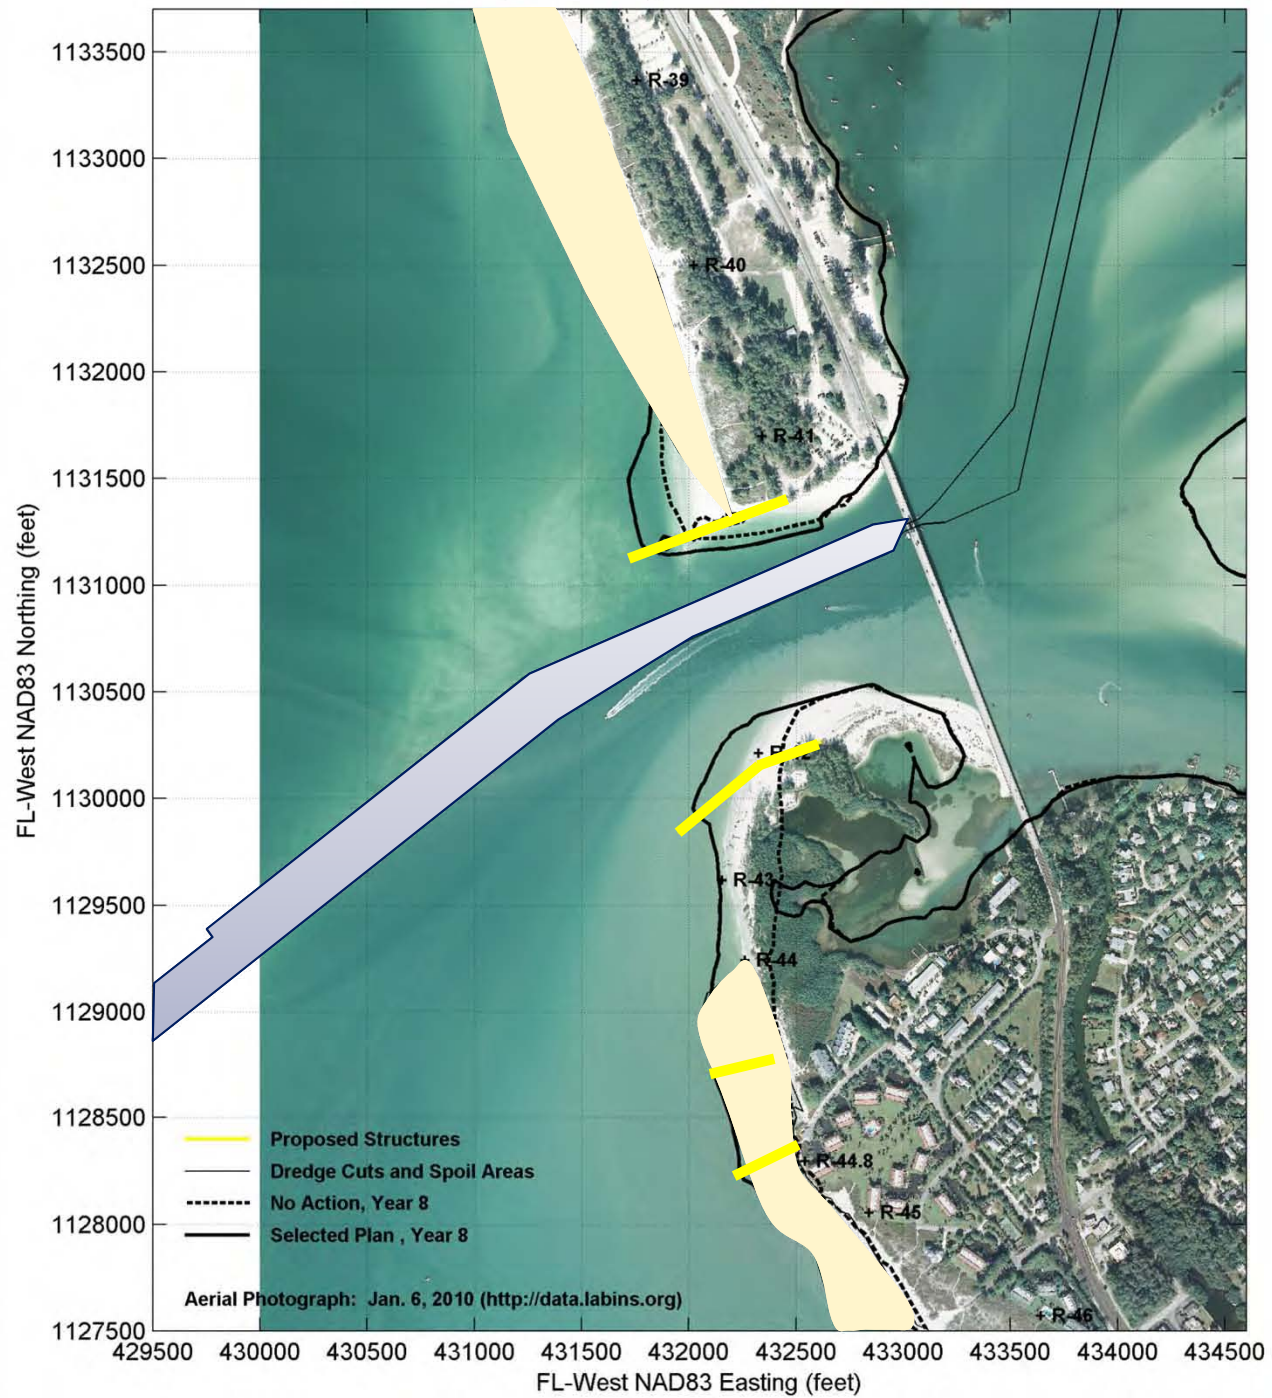 1133500
R-39
1133000
1132500
R-40
1132000
R-41
1131500
1131000
1130500
1130000
R-43
1129500
R-44
1129000
1128500
R-44.8
R-45
1128000
R-46
1127500
FL-West NAD83 Northing (feet)
Proposed Structures
Dredge Cuts and Spoil Areas
No Action, Year 8
Selected Plan , Year 8
Aerial Photograph: Jan. 6, 2010 (http://data.labins.org)
429500 430000 430500 431000 431500 432000 432500 433000 433500 434000 434500
FL-West NAD83 Easting (feet)